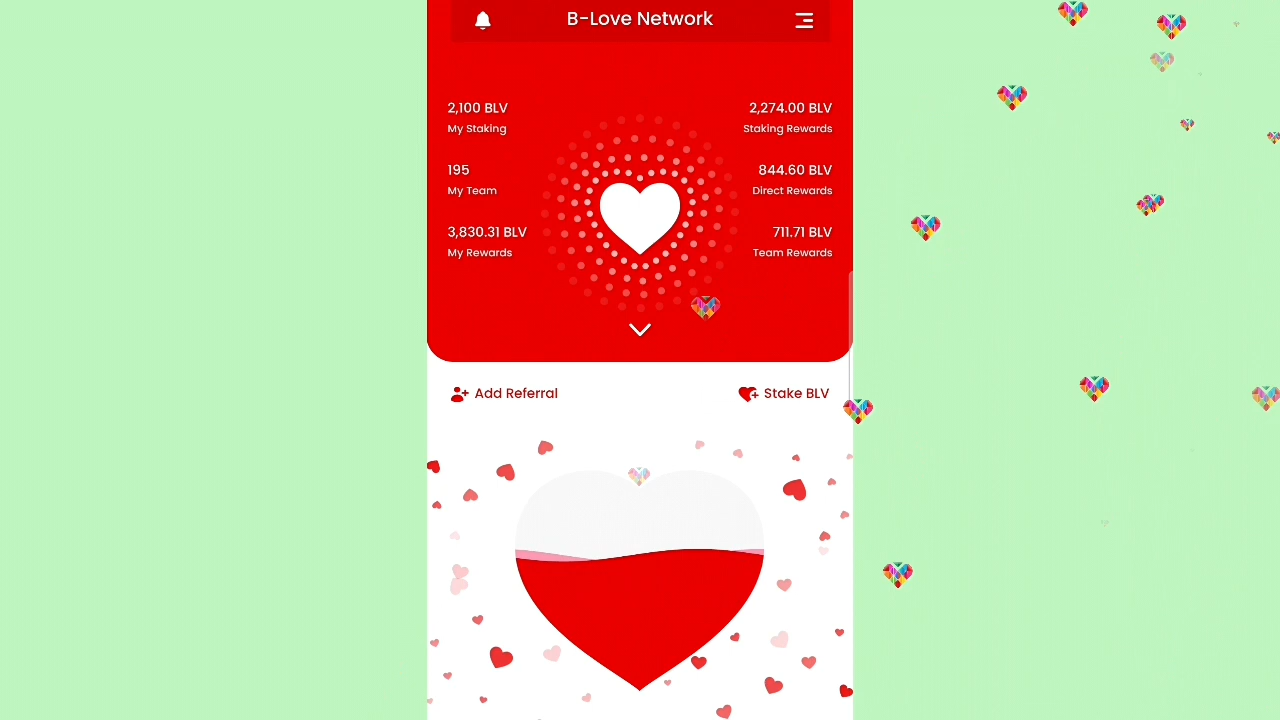 B-Love Network
2,100 BLV
My Staking
2,274.00 BLV
Staking Rewards
195
My Team
844.60 BLV
Direct Rewards
3,830.31 BLV
My Rewards
711.71 BLV
Team Rewards
Add Referral
Stake BLV